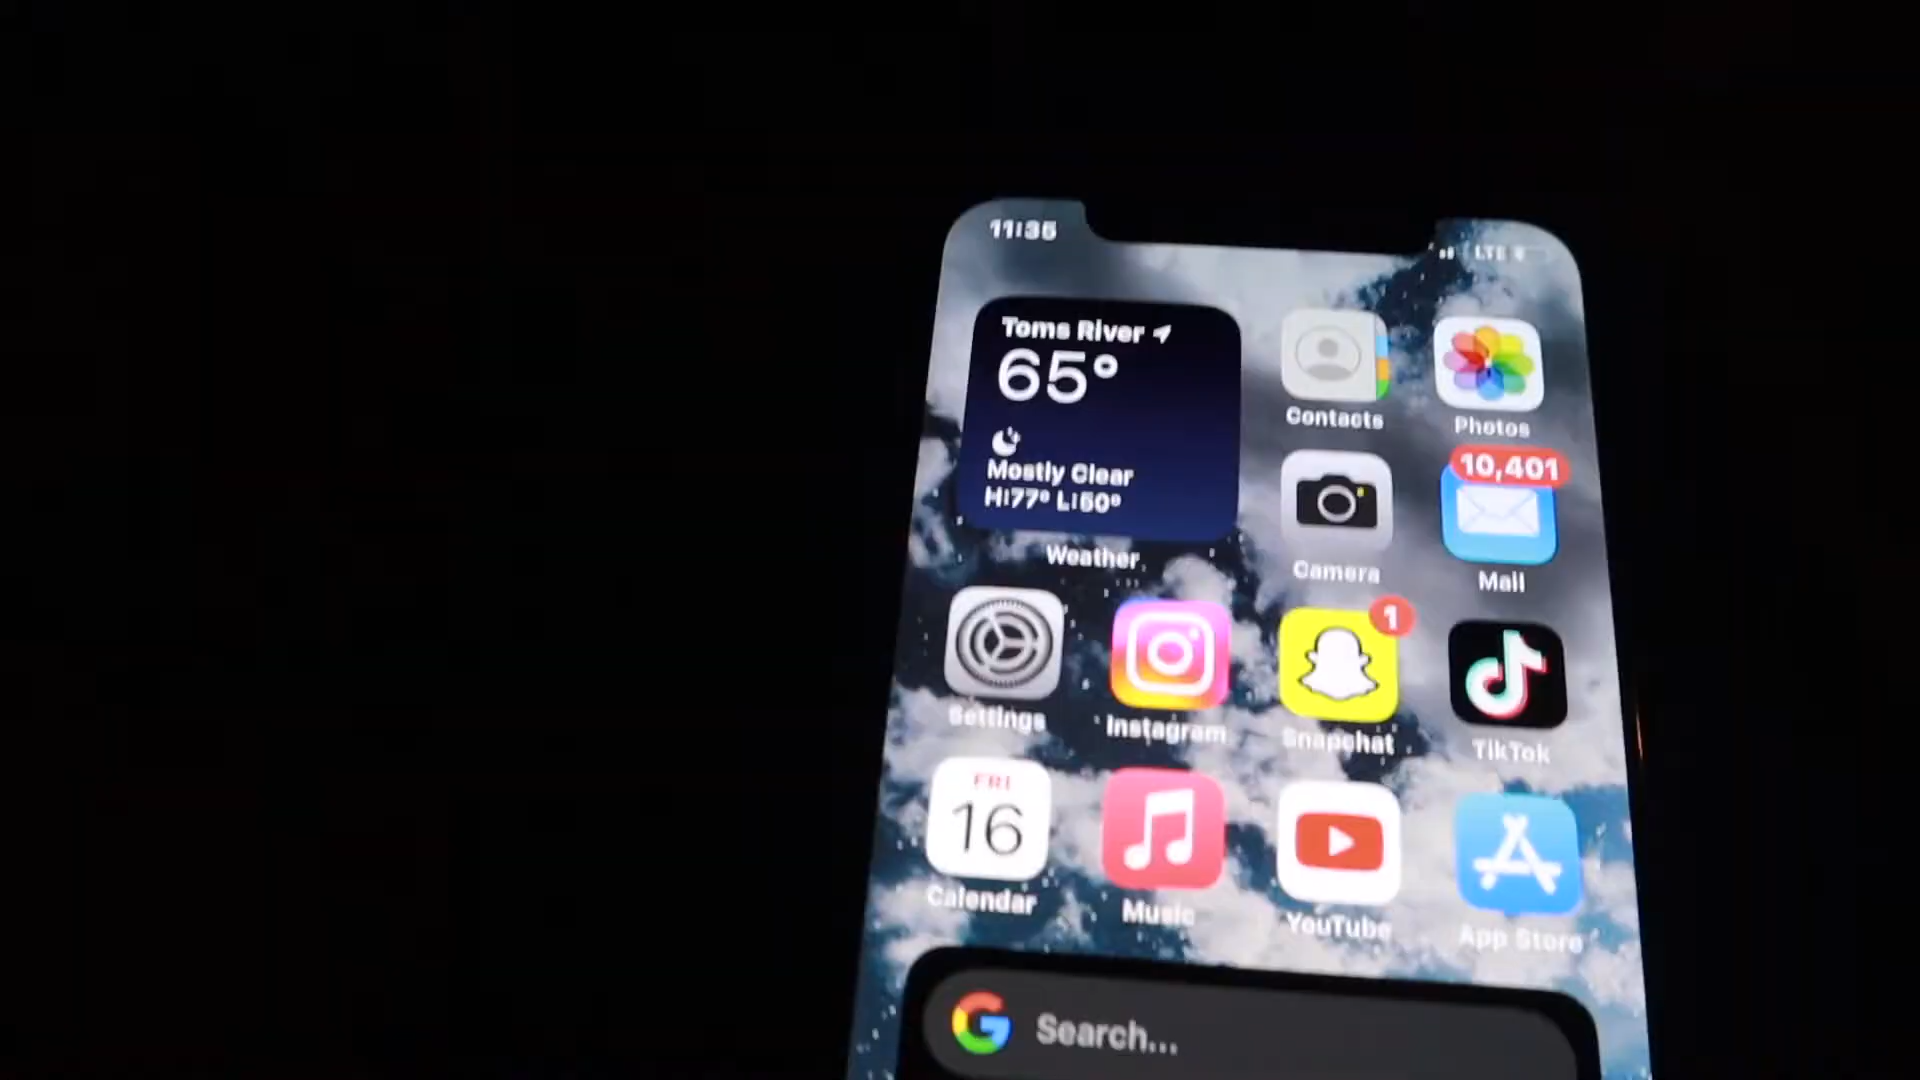 11:35
LTE
Toms River
65°
Mostly Clear
H:77° L:50°
Weather
Contacts
Photos
10,401
Camera
Mail
1
Settings
Instagram
Snapchat
TikTok
FRI
16
Calendar
Music
YouTube
App Store
G
Search...